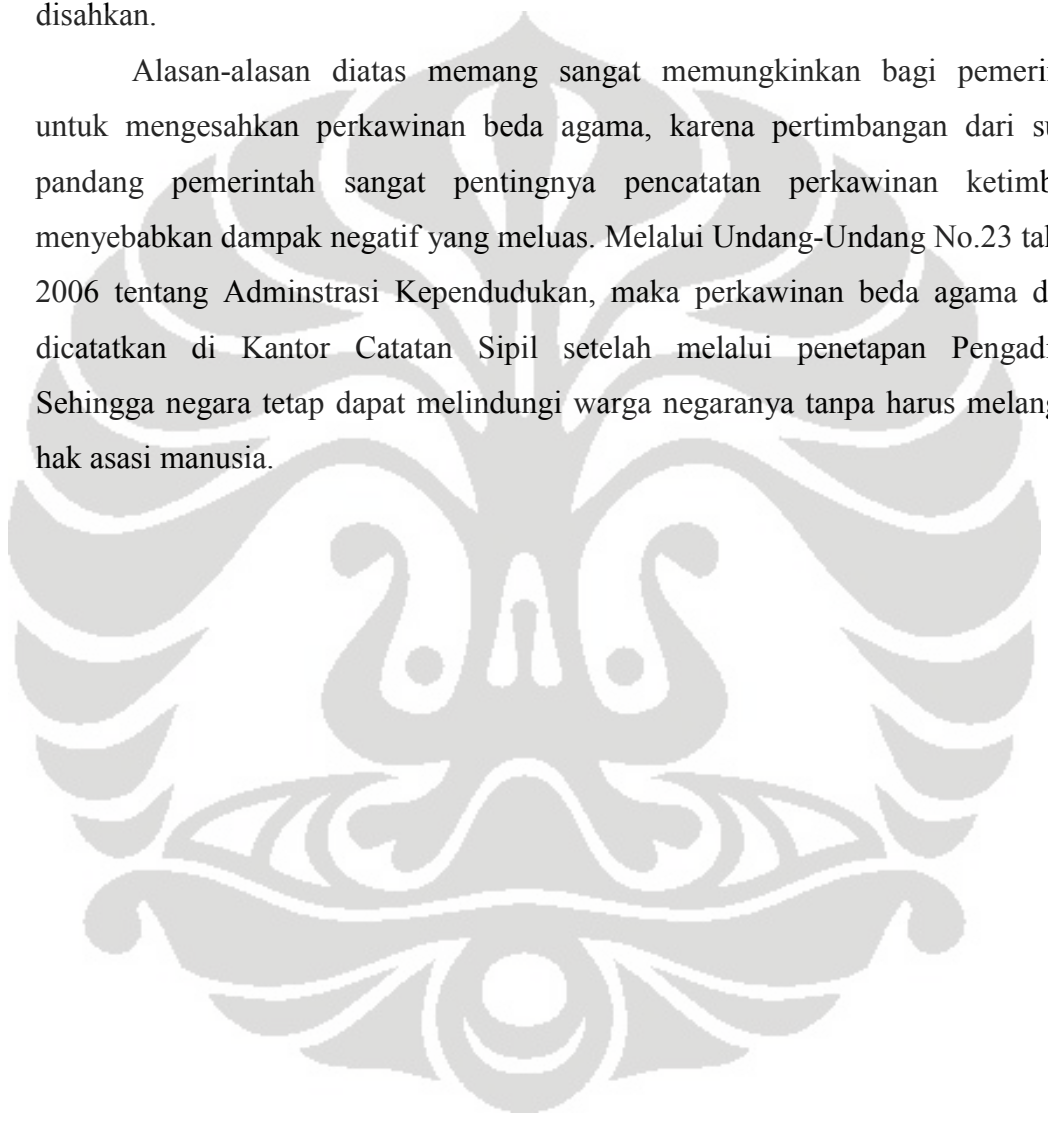 disahkan.
Alasan-alasan diatas memang sangat memungkinkan bagi pemerin
untuk mengesahkan perkawinan beda agama, karena pertimbangan dari su
pandang pemerintah sangat pentingnya pencatatan perkawinan ketimb
menyebabkan dampak negatif yang meluas. Melalui Undang-Undang No.23 tah
2006 tentang Adminstrasi Kependudukan, maka perkawinan beda agama d
dicatatkan di Kantor Catatan Sipil setelah melalui penetapan Pengadi
Sehingga negara tetap dapat melindungi warga negaranya tanpa harus melang
hak asasi manusia.